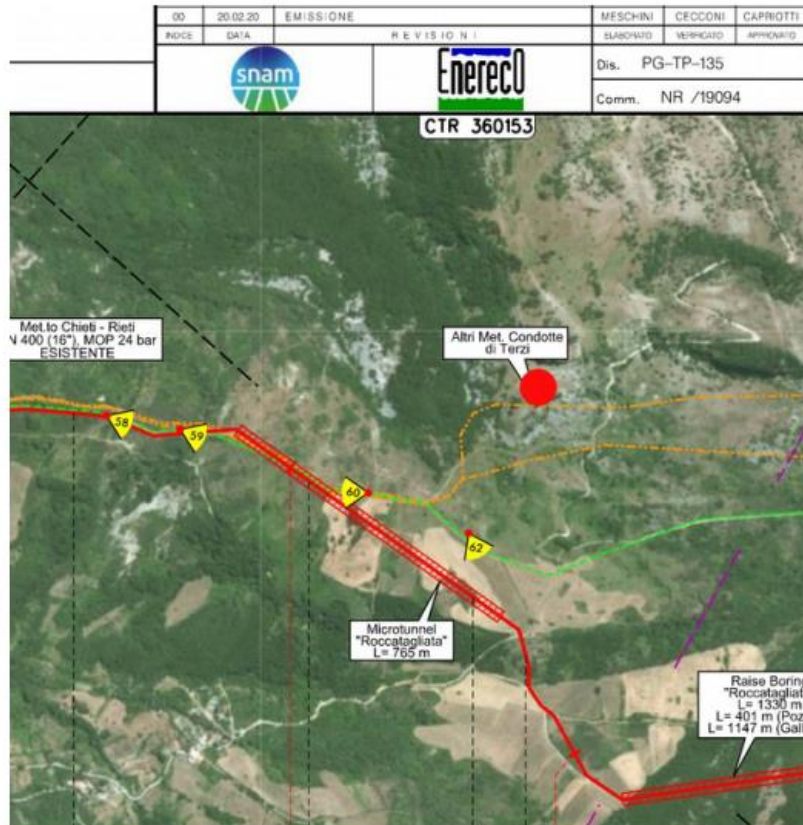 00 20.02.20 EMISSIONE MESCHINI CECCONI CAPRIOTTI
INDICE DATA REVISIONI ELABORATO VERIFICATO APPROVATO
snam
EnerecO
Dis. PG-TP-135
Comm. NR /19094
CTR 360153
Met.to Chieti - Rieti
N 400 (16"), MOP 24 bar
ESISTENTE
Altri Met. Condotte
di Terzi
58
59
60
62
Microtunnel
"Roccatagliata"
L= 765 m
Raise Boring
"Roccatagliat
L= 1330 m
L= 401 m (Poz
L= 1147 m (Gall